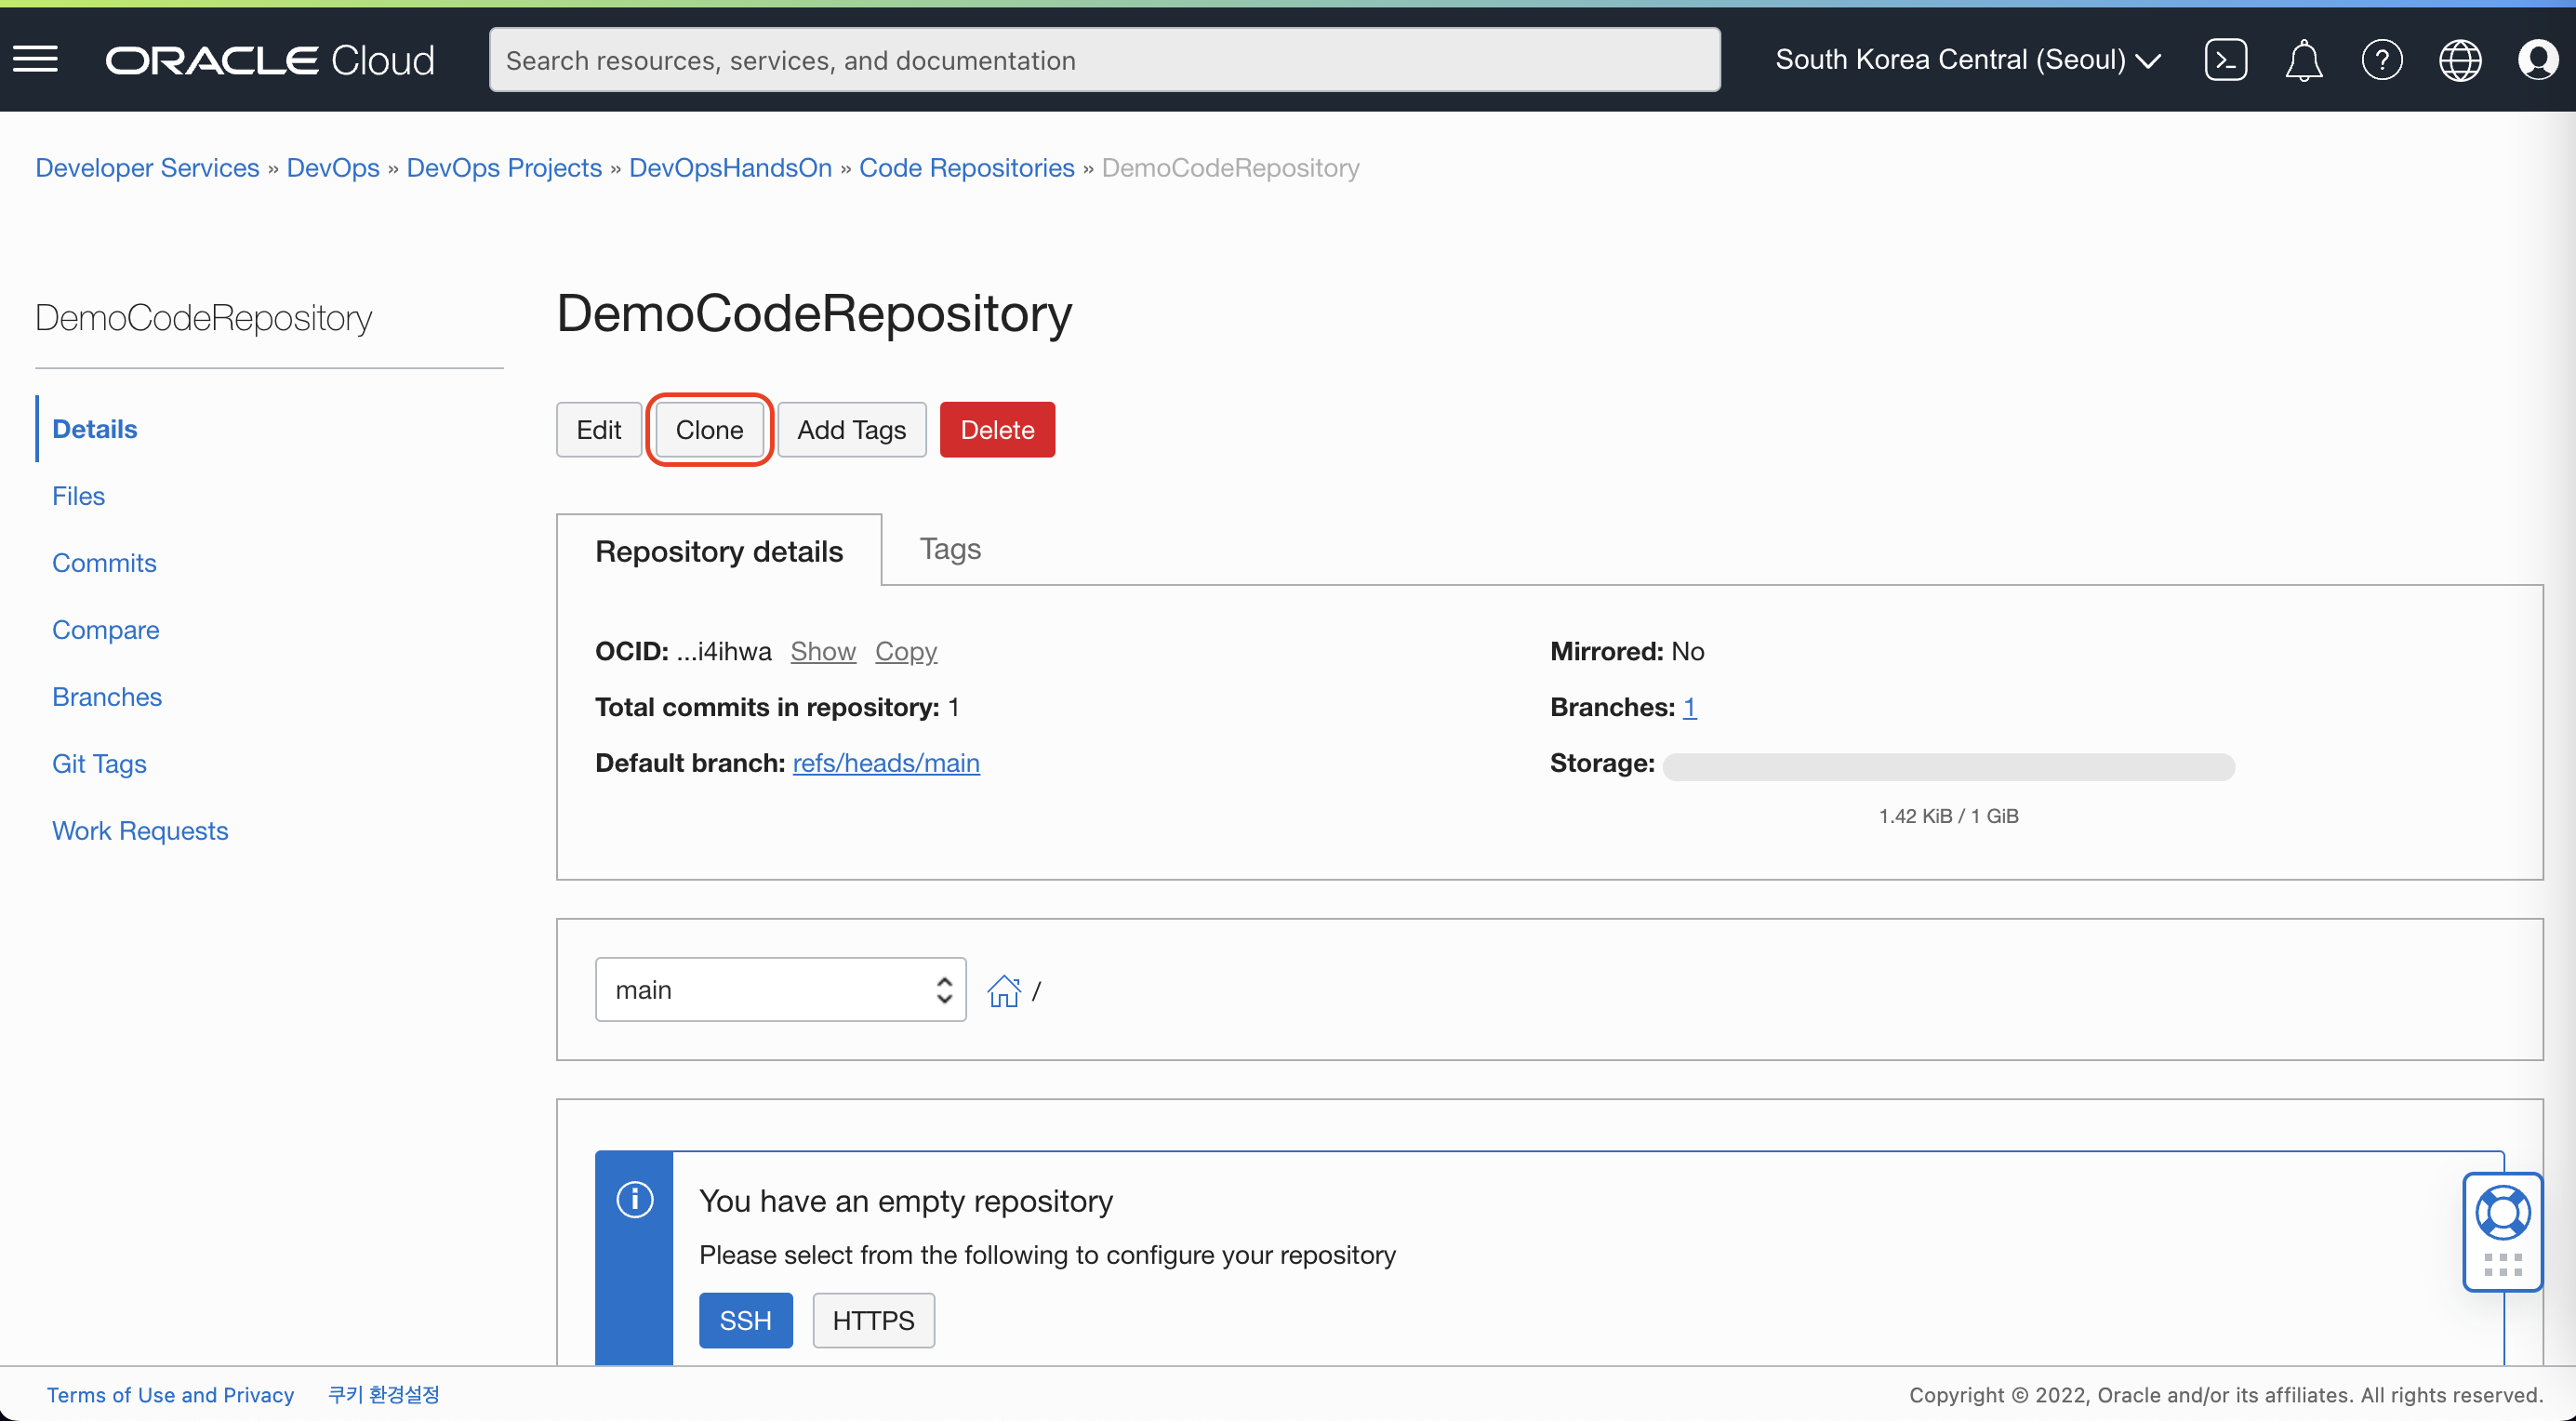 ORACLE Cloud
Search resources, services, and documentation
South Korea Central (Seoul)
Developer Services » DevOps » DevOps Projects » DevOpsHandsOn » Code Repositories » DemoCodeRepository
DemoCodeRepository
Details
Files
Commits
Compare
Branches
Git Tags
Work Requests
DemoCodeRepository
Edit Clone Add Tags Delete
Repository details Tags
OCID: ...i4ihwa Show Copy
Total commits in repository: 1
Default branch: refs/heads/main
Mirrored: No
Branches: 1
Storage:
1.42 KiB / 1 GiB
main /
You have an empty repository
Please select from the following to configure your repository
SSH HTTPS
Terms of Use and Privacy 쿠키 환경설정
Copyright © 2022, Oracle and/or its affiliates. All rights reserved.